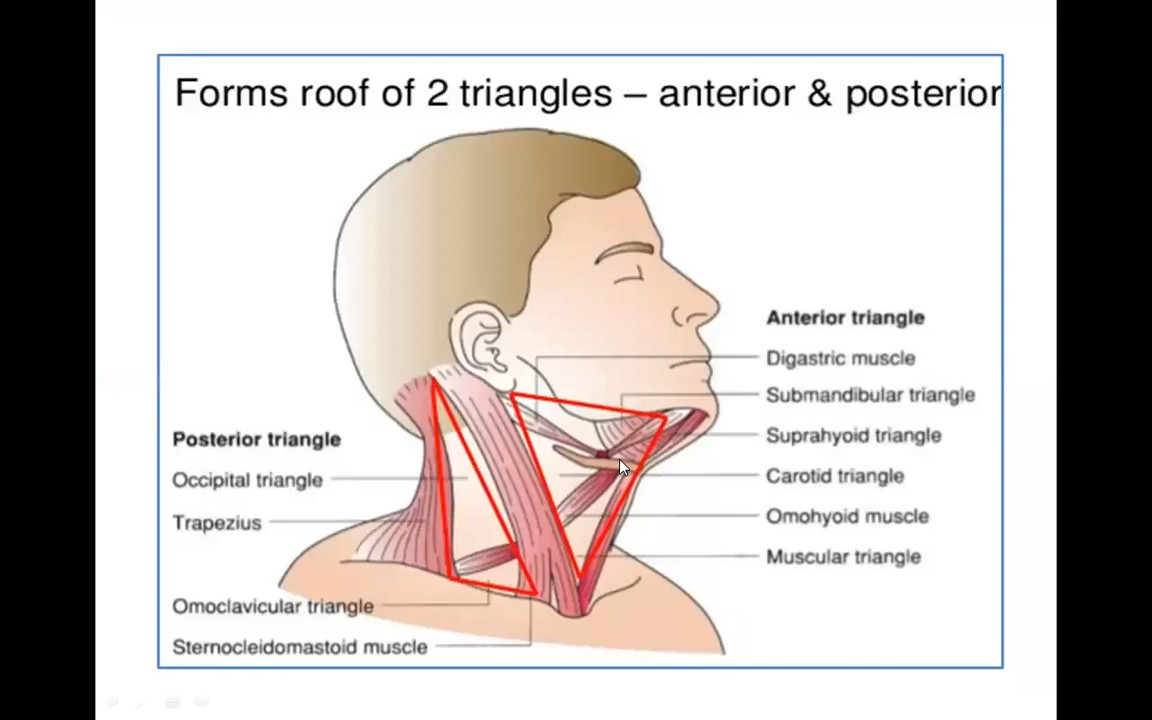 Forms roof of 2 triangles – anterior & posterior
Anterior triangle
Digastric muscle
Submandibular triangle
Suprahyoid triangle
Carotid triangle
Omohyoid muscle
Muscular triangle
Posterior triangle
Occipital triangle
Trapezius
Omoclavicular triangle
Sternocleidomastoid muscle